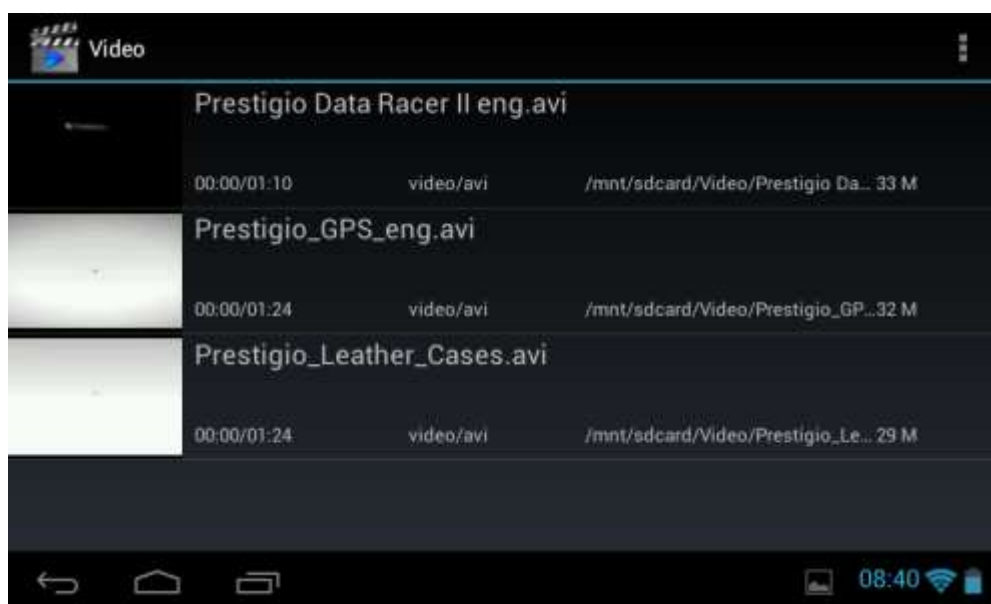 Video
Prestigio Data Racer II eng.avi
00:00/01:10 video/avi /mnt/sdcard/Video/Prestigio Da... 33 M
Prestigio_GPS_eng.avi
00:00/01:24 video/avi /mnt/sdcard/Video/Prestigio_GP...32 M
Prestigio_Leather_Cases.avi
00:00/01:24 video/avi /mnt/sdcard/Video/Prestigio_Le... 29 M
08:40